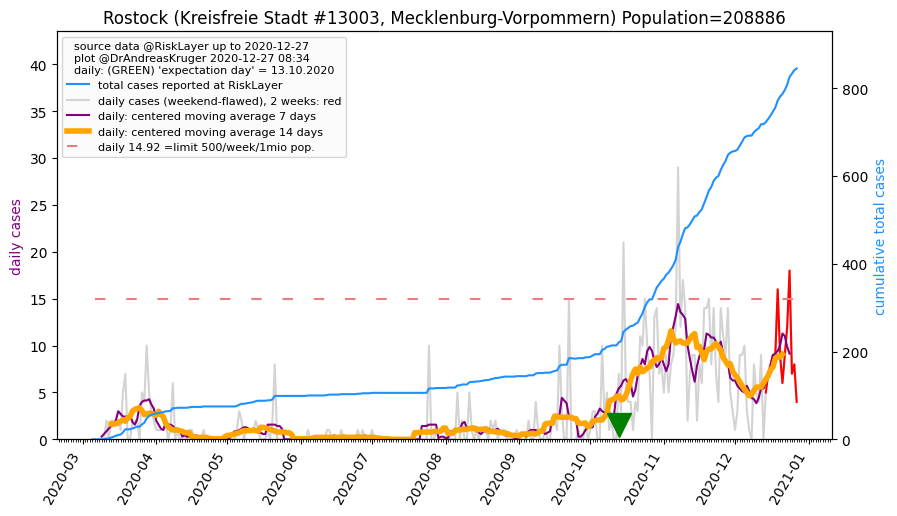 Rostock (Kreisfreie Stadt #13003, Mecklenburg-Vorpommern) Population=208886
source data @RiskLayer up to 2020-12-27
plot @DrAndreasKruger 2020-12-27 08:34
daily: (GREEN) 'expectation day' = 13.10.2020
total cases reported at RiskLayer
daily cases (weekend-flawed), 2 weeks: red
daily: centered moving average 7 days
daily: centered moving average 14 days
daily 14.92 =limit 500/week/1mio pop.
daily cases
40
35
30
25
20
15
10
5
0
800
600
400
200
0
cumulative total cases
2020-03
2020-04
2020-05
2020-06
2020-07
2020-08
2020-09
2020-10
2020-11
2020-12
2021-01